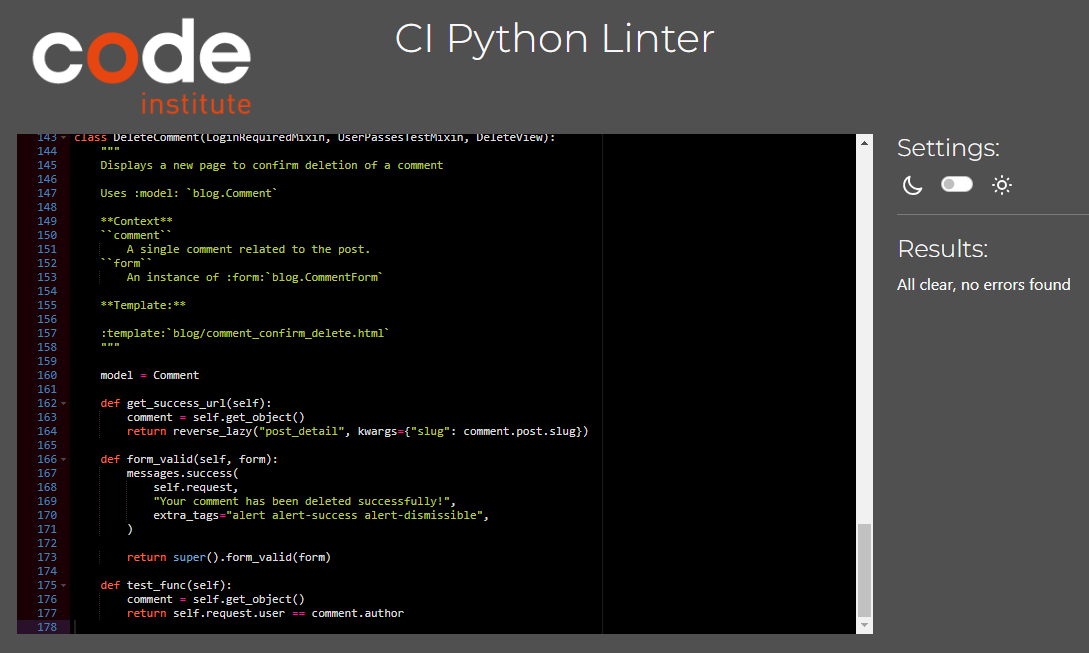 code
institute
CI Python Linter
143 class DeleteComment(LoginRequiredMixin, UserPassesTestMixin, DeleteView):
144 """
145 Displays a new page to confirm deletion of a comment
146
147 Uses :model: `blog.Comment`
148
149 **Context**
150 ``comment``
151 A single comment related to the post.
152 ``form``
153 An instance of :form:`blog.CommentForm`
154
155 **Template:**
156
157 :template:`blog/comment_confirm_delete.html`
158 """
159
160 model = Comment
161
162 def get_success_url(self):
163 comment = self.get_object()
164 return reverse_lazy("post_detail", kwargs={"slug": comment.post.slug})
165
166 def form_valid(self, form):
167 messages.success(
168 self.request,
169 "Your comment has been deleted successfully!",
170 extra_tags="alert alert-success alert-dismissible",
171 )
172
173 return super().form_valid(form)
174
175 def test_func(self):
176 comment = self.get_object()
177 return self.request.user == comment.author
178
Settings:
Results:
All clear, no errors found